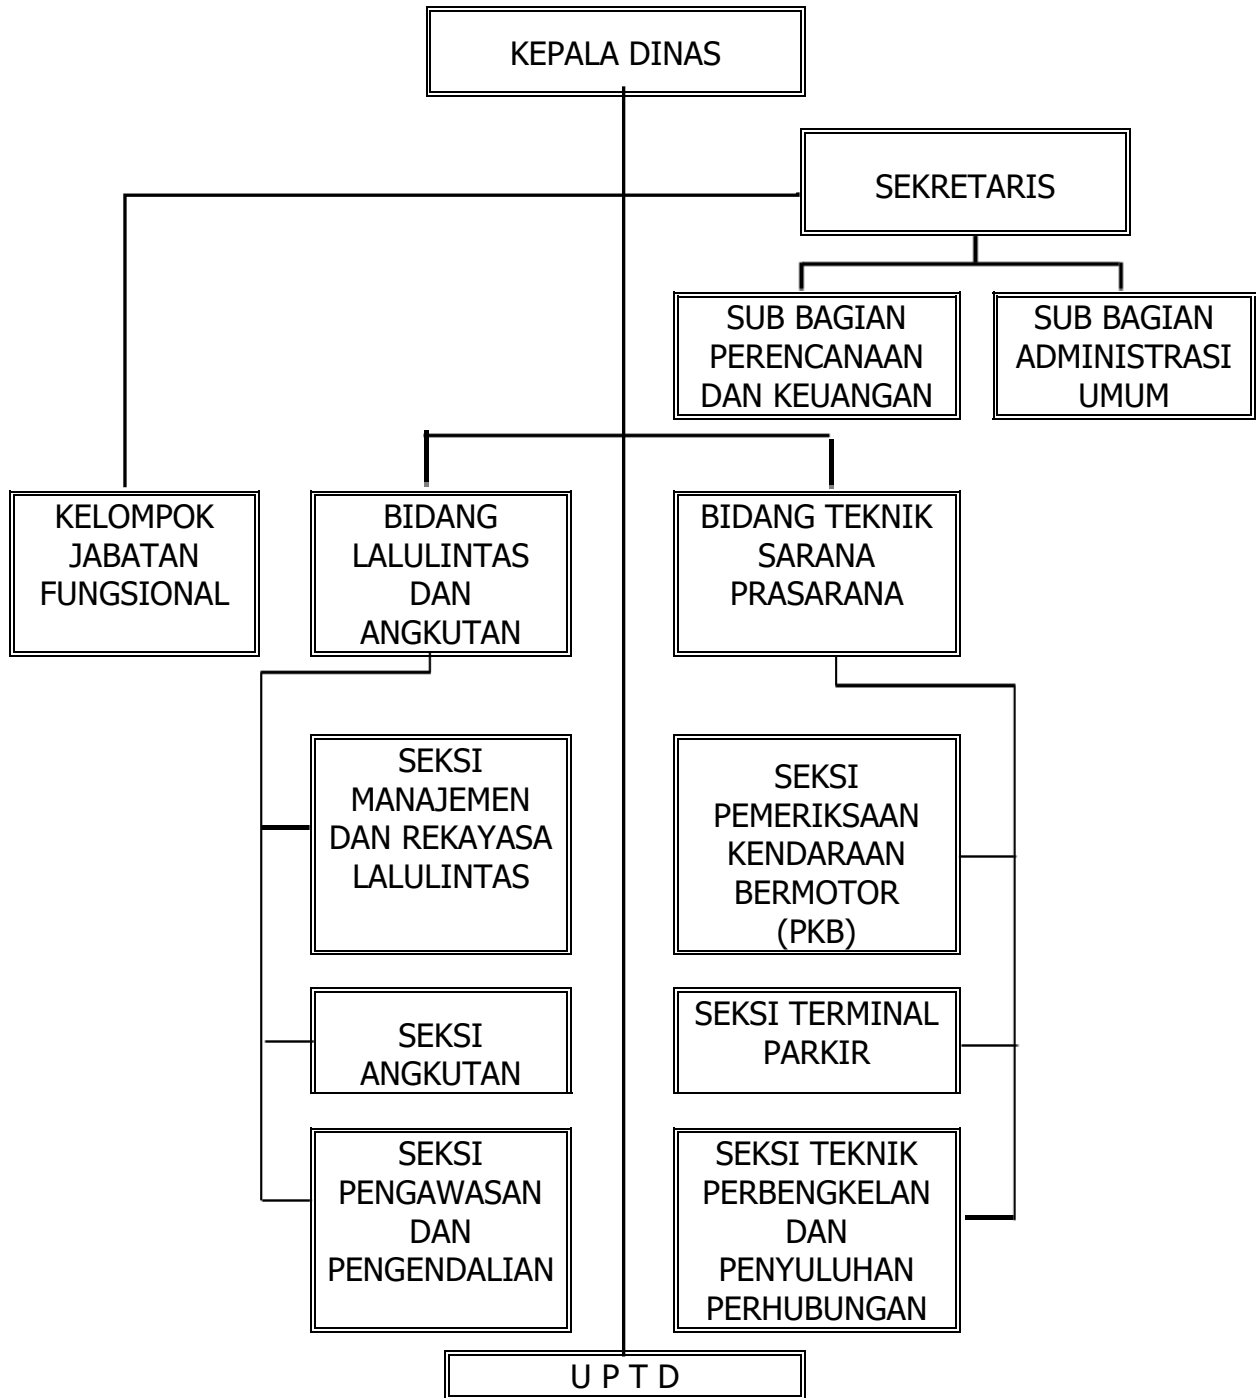 KEPALA DINAS
SEKRETARIS
SUB BAGIAN
PERENCANAAN
DAN KEUANGAN
SUB BAGIAN
ADMINISTRASI
UMUM
KELOMPOK
JABATAN
FUNGSIONAL
BIDANG
LALULINTAS
DAN
ANGKUTAN
BIDANG TEKNIK
SARANA
PRASARANA
SEKSI
MANAJEMEN
DAN REKAYASA
LALULINTAS
SEKSI
PEMERIKSAAN
KENDARAAN
BERMOTOR
(PKB)
SEKSI
ANGKUTAN
SEKSI TERMINAL
PARKIR
SEKSI
PENGAWASAN
DAN
PENGENDALIAN
SEKSI TEKNIK
PERBENGKELAN
DAN
PENYULUHAN
PERHUBUNGAN
U P T D